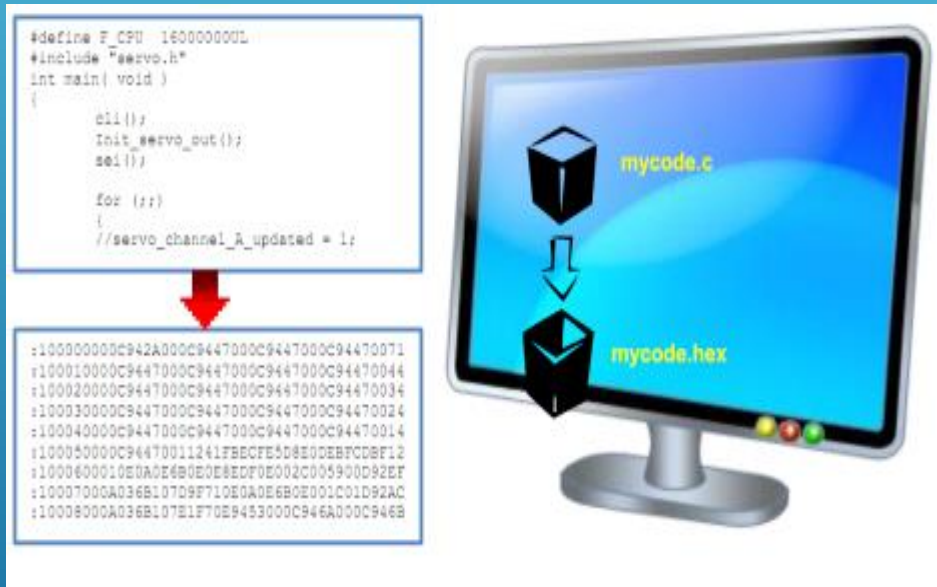 #define F_CPU 16000000UL
#include "servo.h"
int main( void )
{
cli();
Init_servo_out();
sei();
for (;;)
{
//servo_channel_A_updated = 1;
:100000000C942A000C9447000C9447000C94470071
:100010000C9447000C9447000C9447000C94470044
:100020000C9447000C9447000C9447000C94470034
:100030000C9447000C9447000C9447000C94470024
:100040000C9447000C9447000C9447000C94470014
:100050000C94470011241FBECFE5D8E0DEBFCDBF12
:1000600010E0A0E6B0E0E8EDF0E002C005900D92EF
:10007000A036B107D9F710E0A0E6B0E001C01D92AC
:10008000A036B107E1F70E9453000C946A000C946B
mycode.c
mycode.hex